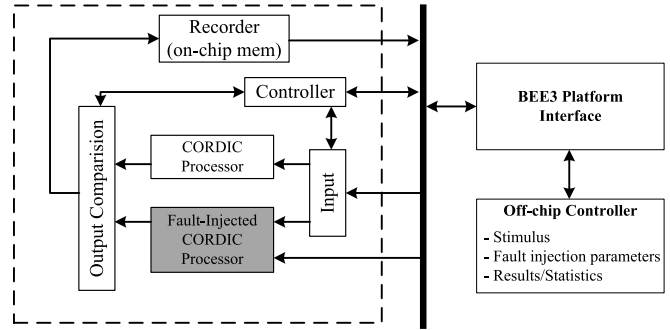 Recorder
(on-chip mem)
Controller
CORDIC
Processor
Fault-Injected
CORDIC
Processor
Output Comparision
Input
BEE3 Platform
Interface
Off-chip Controller
- Stimulus
- Fault injection parameters
- Results/Statistics